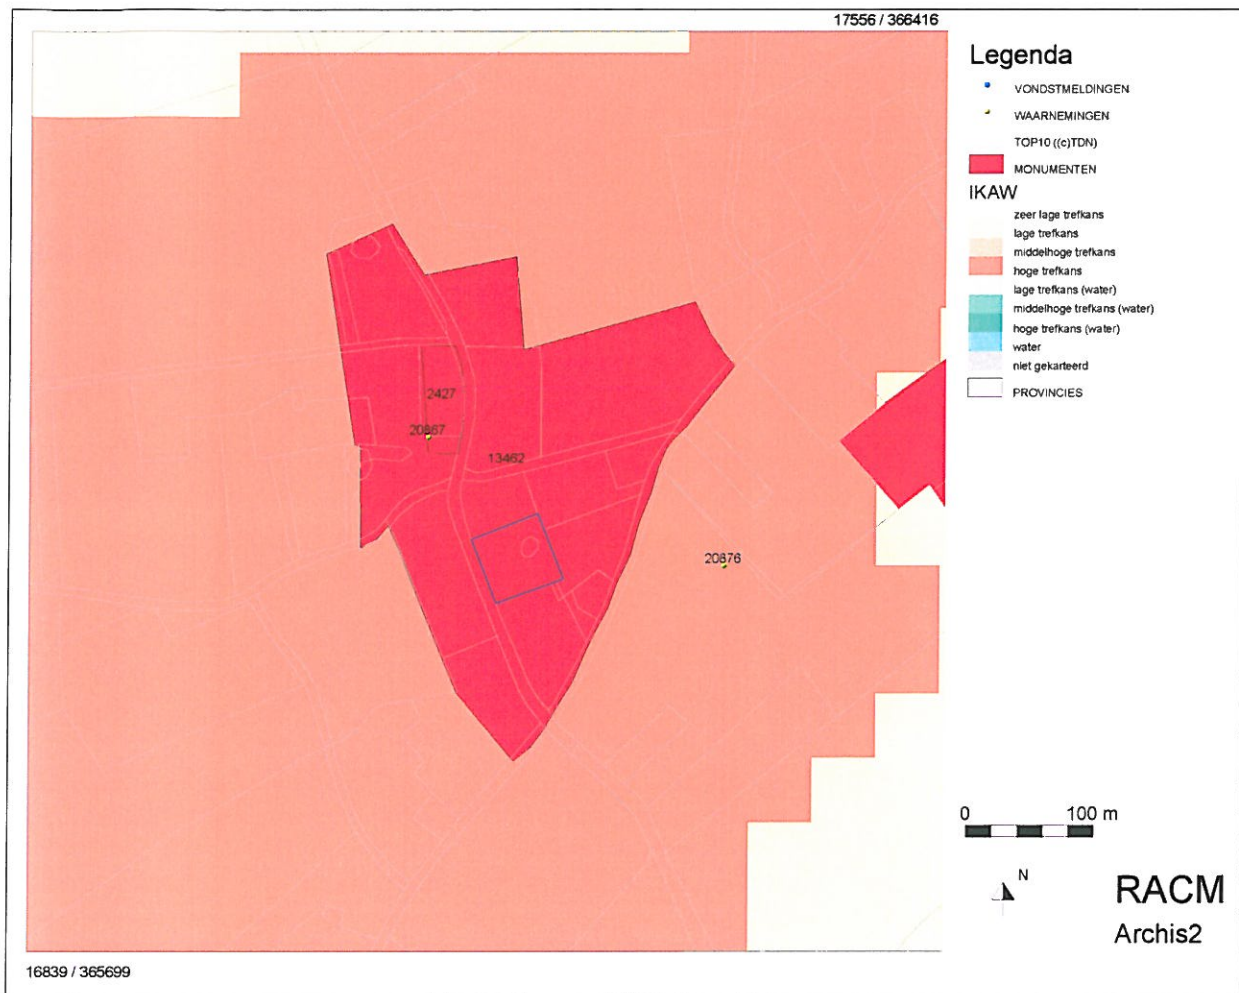 17556 / 366416
Legenda
VONDSTMELDINGEN
WAARNEMINGEN
TOP10 ((c)TDN)
MONUMENTEN
IKAW
zeer lage trefkans
lage trefkans
middelhoge trefkans
hoge trefkans
lage trefkans (water)
middelhoge trefkans (water)
hoge trefkans (water)
water
niet gekarteerd
PROVINCIES
2427
20867
13462
20876
0 100 m
N
RACM
Archis2
16839 / 365699